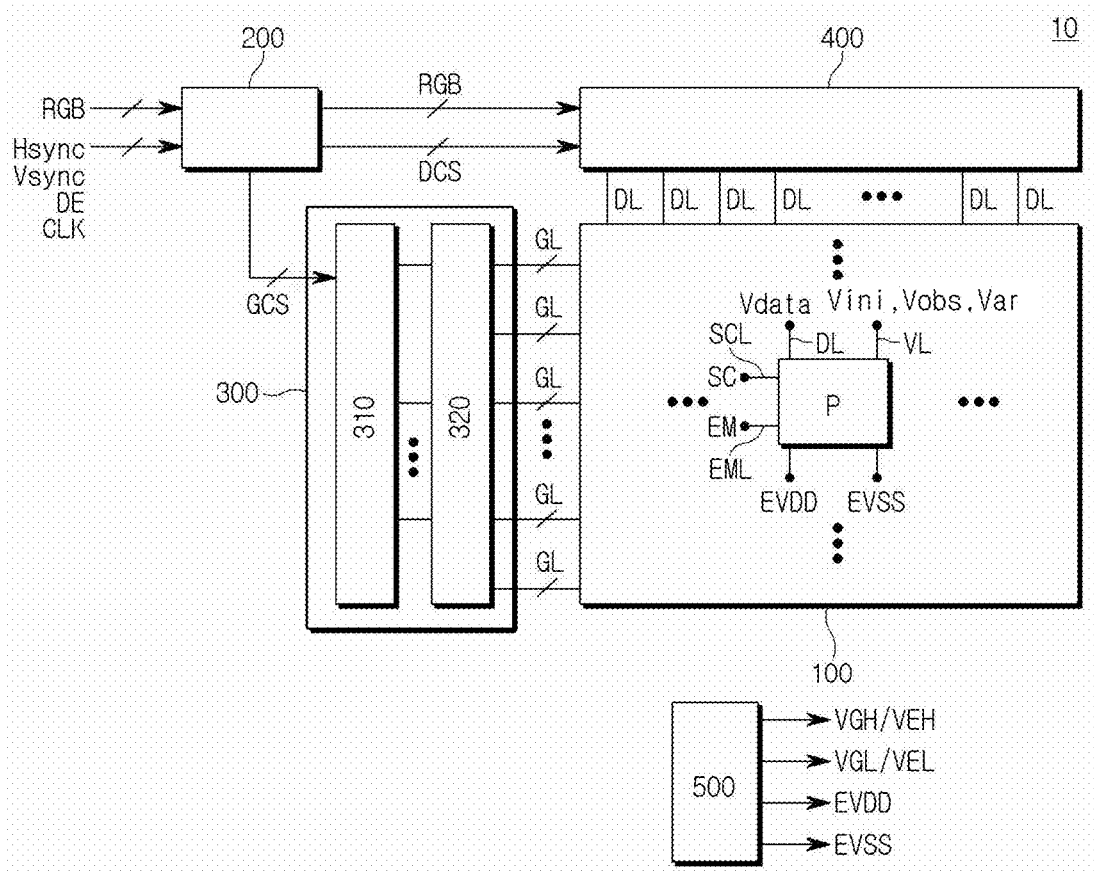 10
200
400
RGB
RGB
Hsync
Vsync
DE
CLK
DCS
DL
DL
DL
DL
DL
DL
GCS
300
310
320
GL
GL
GL
GL
GL
Vdata
Vini,Vobs,Var
SCL
DL
VL
SC
P
EM
EML
EVDD
EVSS
100
500
VGH/VEH
VGL/VEL
EVDD
EVSS